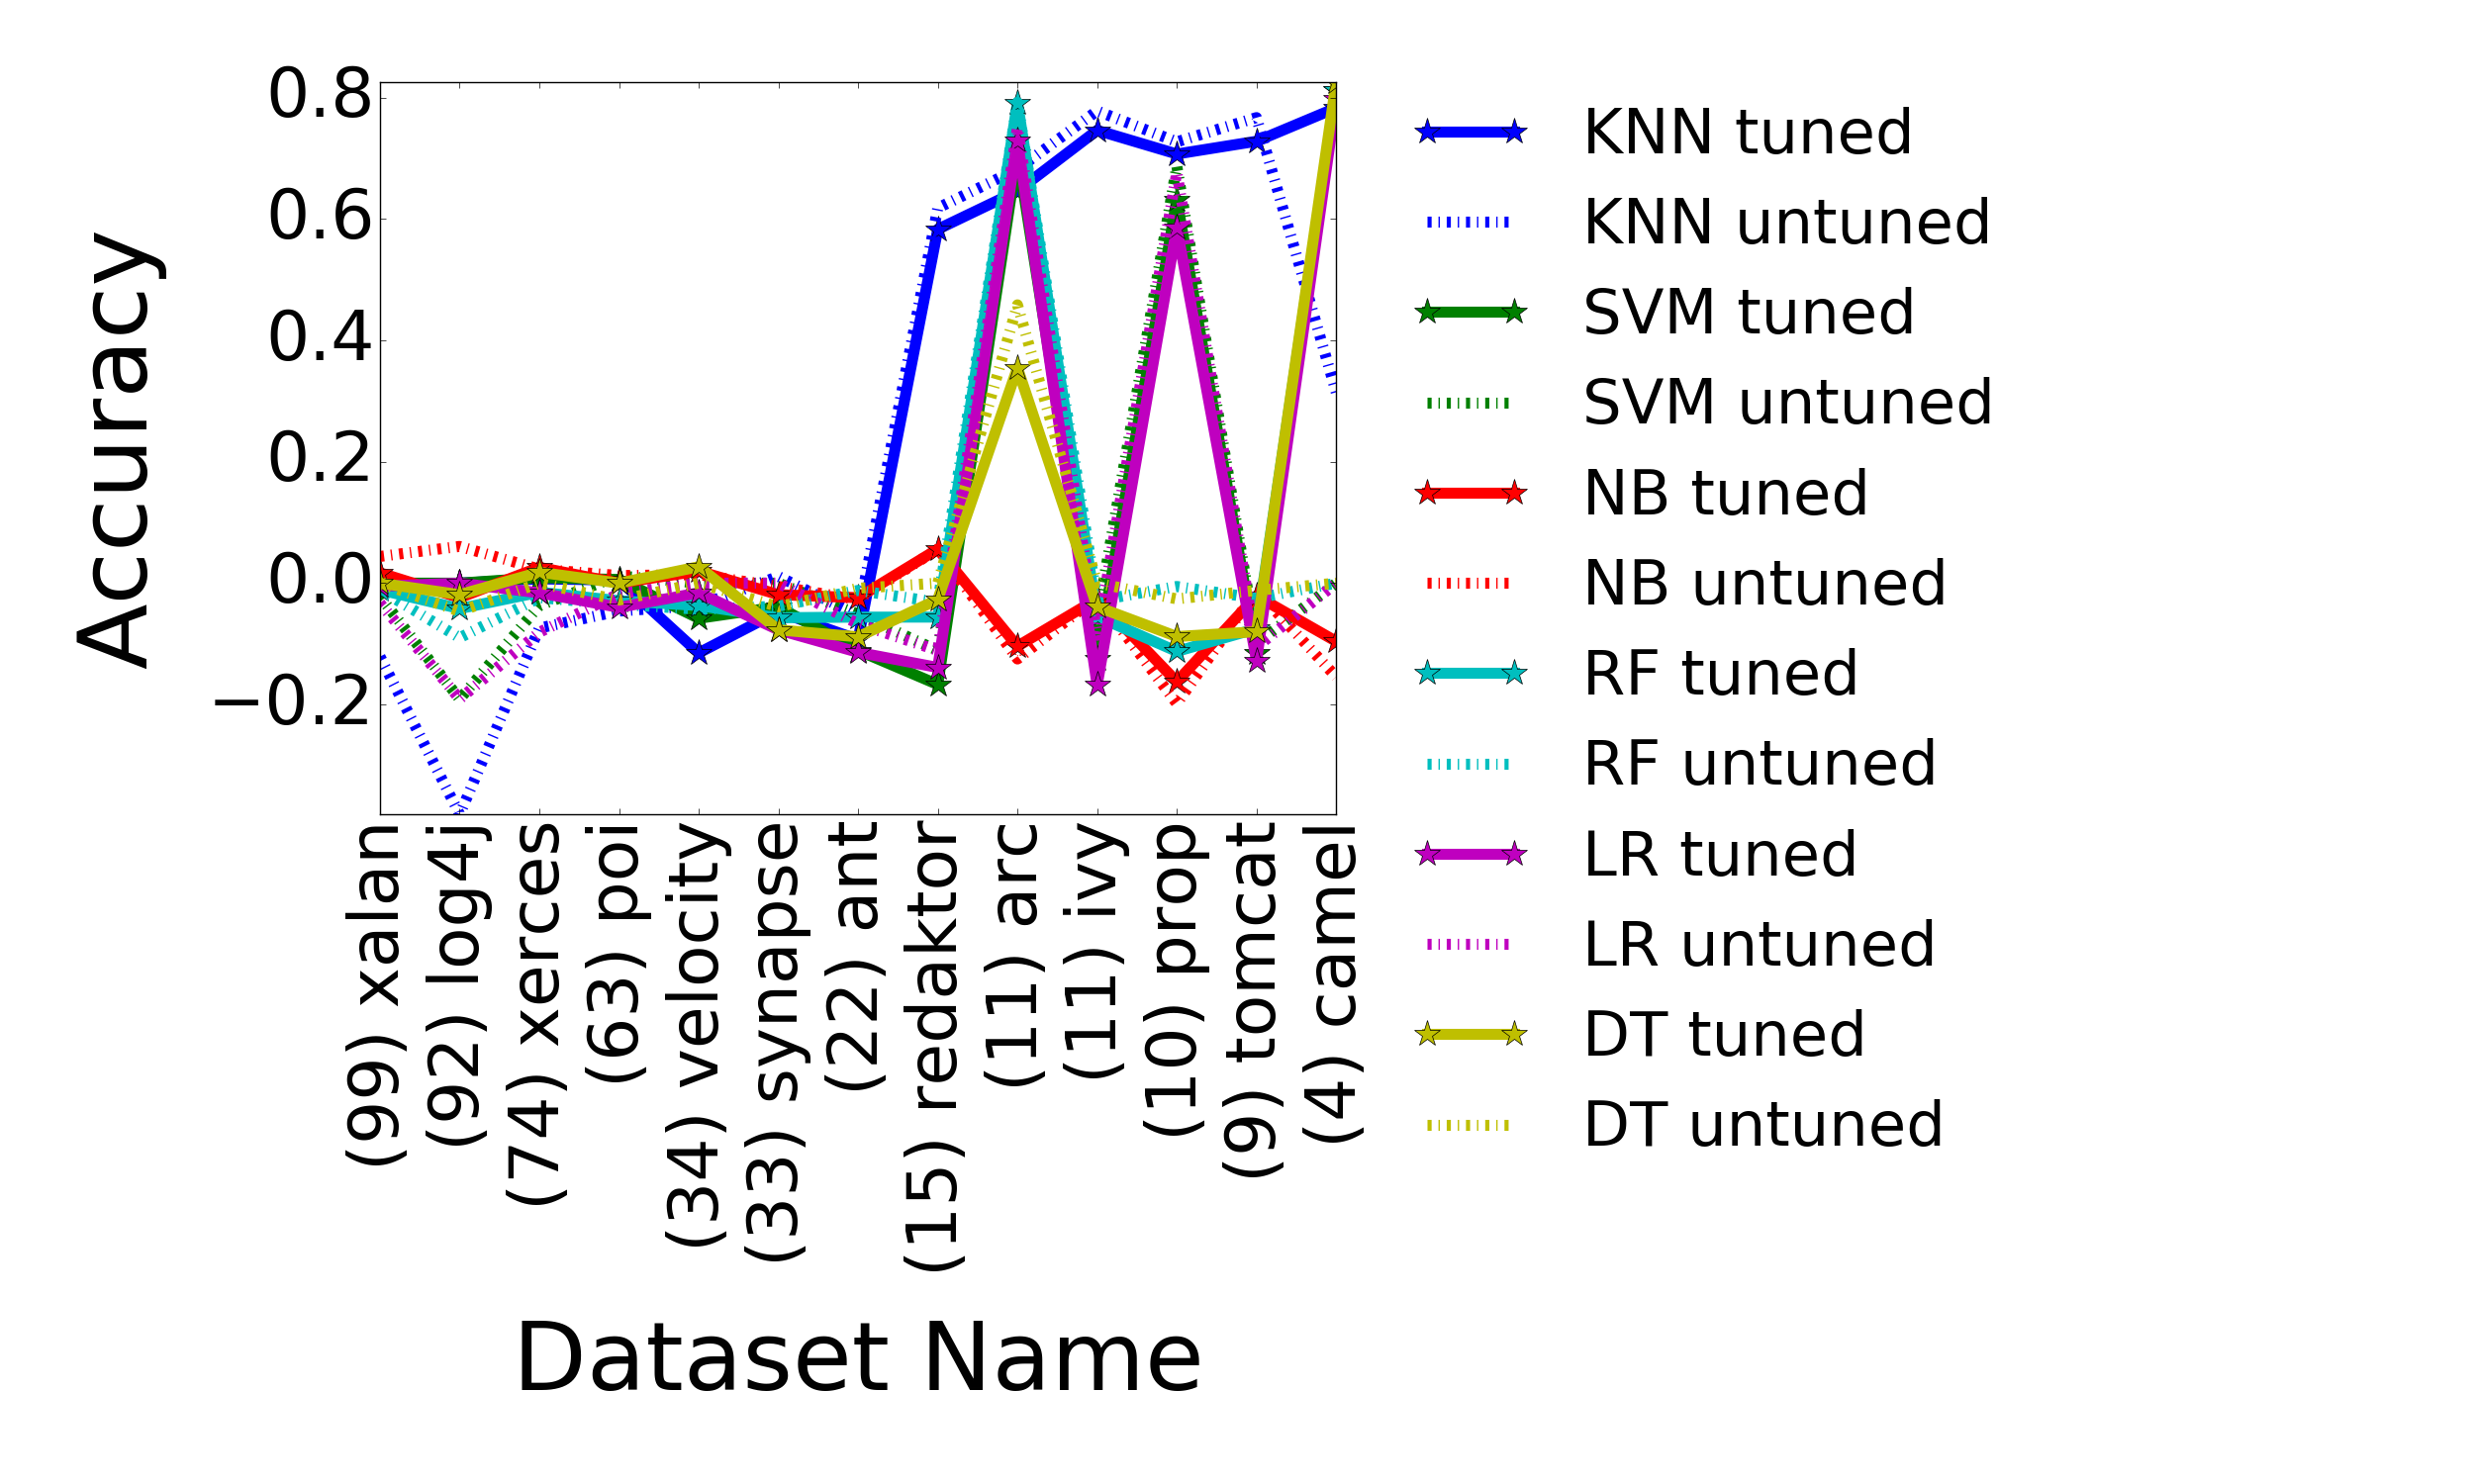 Accuracy
0.8
0.6
0.4
0.2
0.0
−0.2
(99) xalan
(92) log4j
(74) xerces
(63) poi
(34) velocity
(33) synapse
(22) ant
(15) redaktor
(11) arc
(11) ivy
(10) prop
(9) tomcat
(4) camel
Dataset Name
KNN tuned
KNN untuned
SVM tuned
SVM untuned
NB tuned
NB untuned
RF tuned
RF untuned
LR tuned
LR untuned
DT tuned
DT untuned